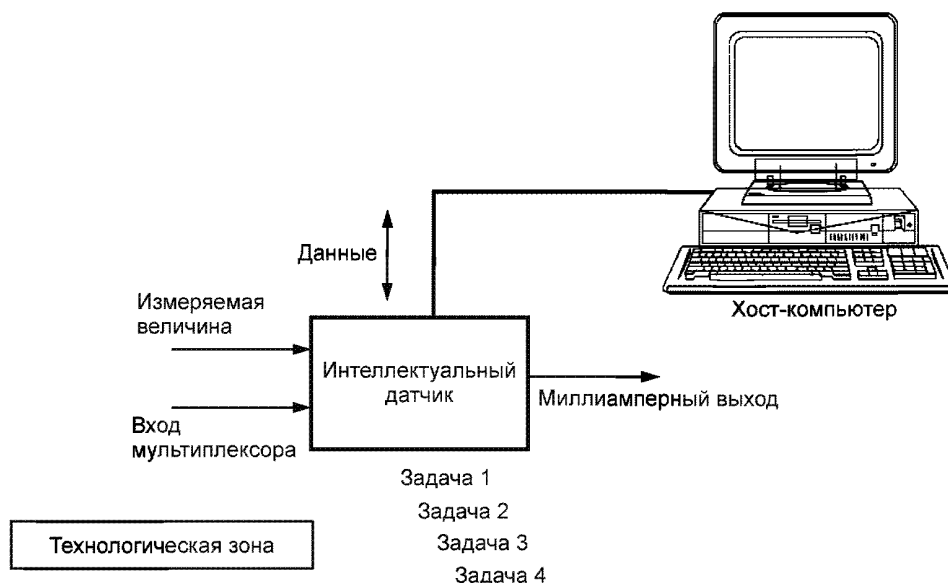 Данные
Хост-компьютер
Измеряемая
величина
Интеллектуальный
датчик
Миллиамперный выход
Вход
мультиплексора
Задача 1
Задача 2
Задача 3
Задача 4
Технологическая зона